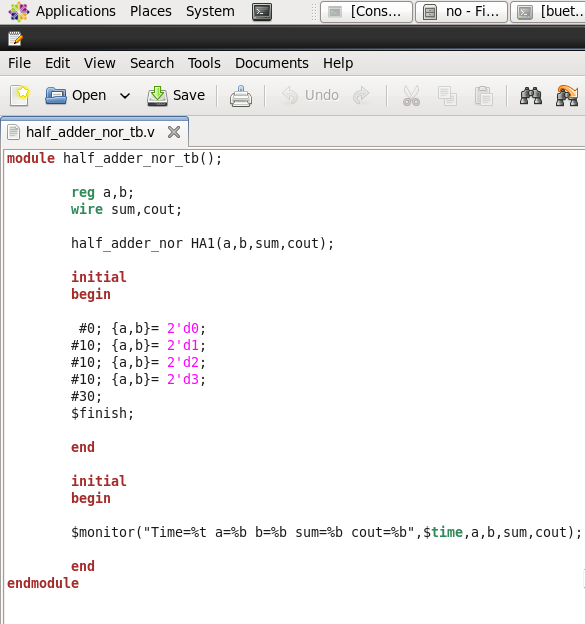 Applications Places System [Cons... no - Fi... [buet...
File Edit View Search Tools Documents Help
Open Save Undo
half_adder_nor_tb.v
module half_adder_nor_tb();
reg a,b;
wire sum,cout;
half_adder_nor HA1(a,b,sum,cout);
initial
begin
#0; {a,b}= 2'd0;
#10; {a,b}= 2'd1;
#10; {a,b}= 2'd2;
#10; {a,b}= 2'd3;
#30;
$finish;
end
initial
begin
$monitor("Time=%t a=%b b=%b sum=%b cout=%b",$time,a,b,sum,cout);
end
endmodule